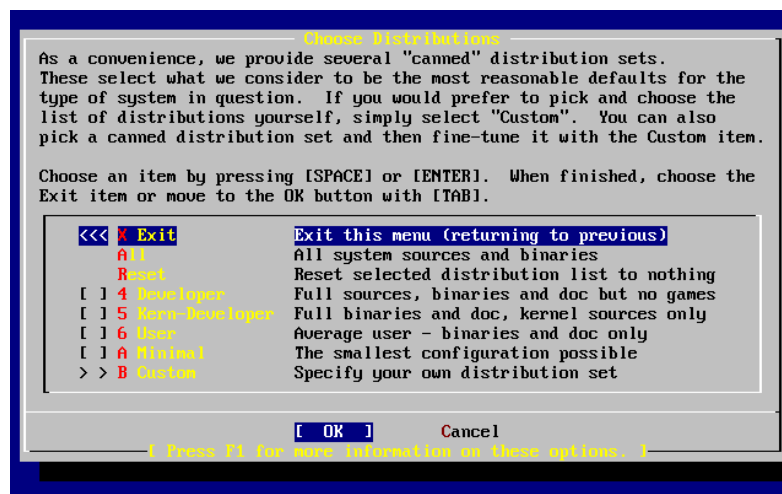 Choose Distributions
As a convenience, we provide several "canned" distribution sets.
These select what we consider to be the most reasonable defaults for the
type of system in question.  If you would prefer to pick and choose the
list of distributions yourself, simply select "Custom".  You can also
pick a canned distribution set and then fine-tune it with the Custom item.
Choose an item by pressing [SPACE] or [ENTER].  When finished, choose the
Exit item or move to the OK button with [TAB].
<<< X Exit Exit this menu (returning to previous)
All All system sources and binaries
Reset Reset selected distribution list to nothing
[ ] 4 Developer Full sources, binaries and doc but no games
[ ] 5 Kern-Developer Full binaries and doc, kernel sources only
[ ] 6 User Average user - binaries and doc only
[ ] A Minimal The smallest configuration possible
> > B Custom Specify your own distribution set
[ OK ] Cancel
[ Press F1 for more information on these options. ]